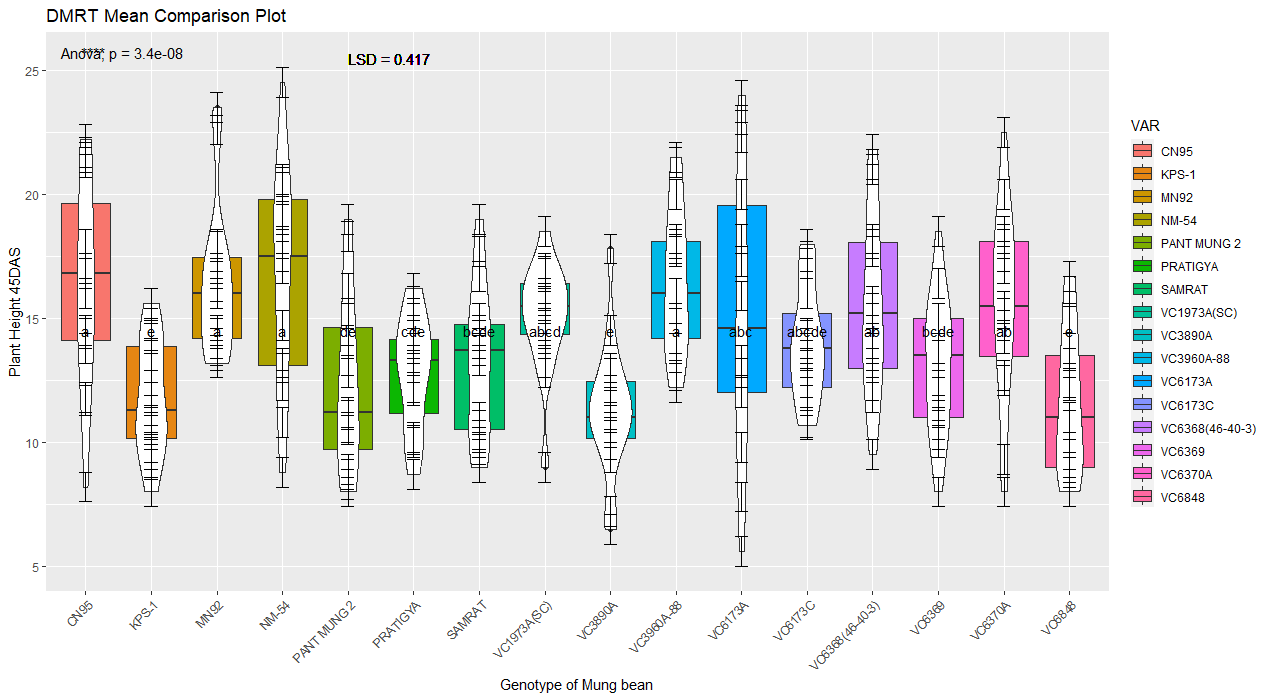 DMRT Mean Comparison Plot
**** Anova, p = 3.4e-08
LSD = 0.417
25
20
15
10
5
Plant Height 45DAS
a e a a de cde bcde abcd e a abc abcde ab bcde ab e
CN95 KPS-1 MN92 NM-54 PANT MUNG 2 PRATIGYA SAMRAT VC1973A(SC) VC3890A VC3960A-88 VC6173A VC6173C VC6368(46-40-3) VC6369 VC6370A VC6848
Genotype of Mung bean
VAR
CN95
KPS-1
MN92
NM-54
PANT MUNG 2
PRATIGYA
SAMRAT
VC1973A(SC)
VC3890A
VC3960A-88
VC6173A
VC6173C
VC6368(46-40-3)
VC6369
VC6370A
VC6848